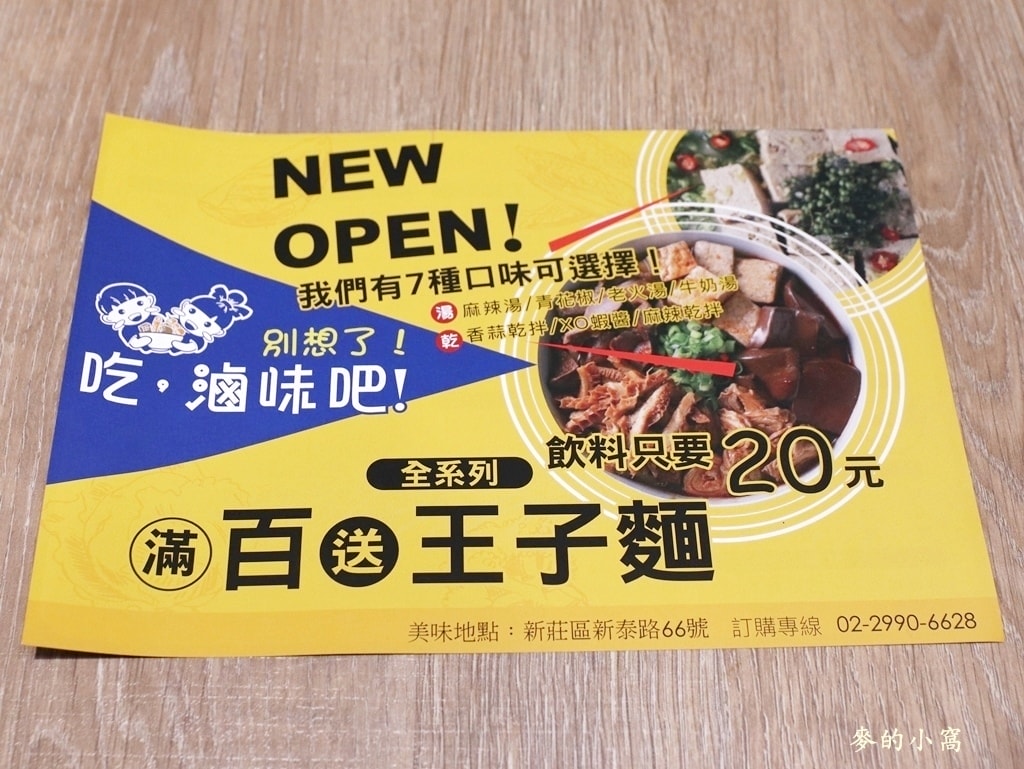 NEW
OPEN!
我們有7種口味可選擇！
湯 麻辣湯/青花椒/老火湯/牛奶湯
乾 香蒜乾拌/XO蝦醬/麻辣乾拌
別想了！
吃，滷味吧!
飲料只要20元
全系列
滿百送王子麵
美味地點：新莊區新泰路66號 訂購專線 02-2990-6628
麥的小窩